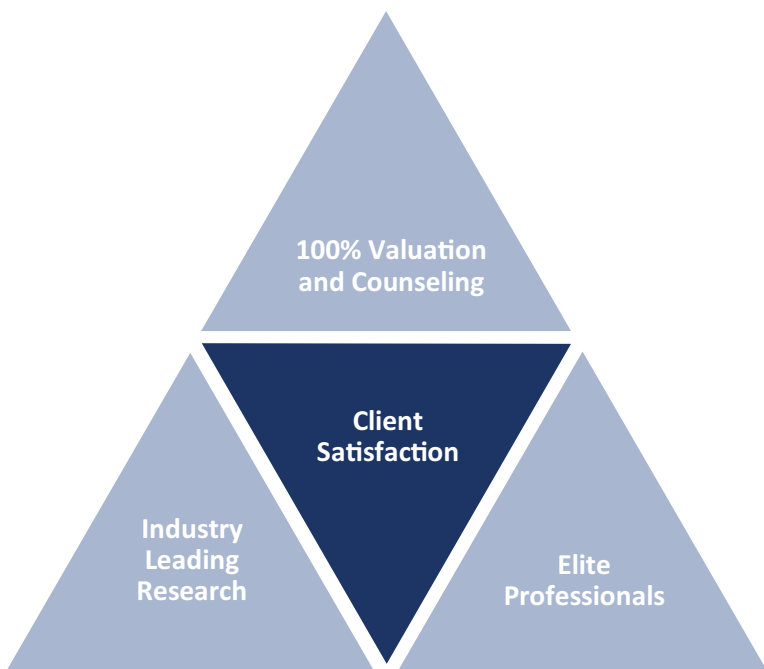 100% Valuation
and Counseling
Client
Satisfaction
Industry
Leading
Research
Elite
Professionals